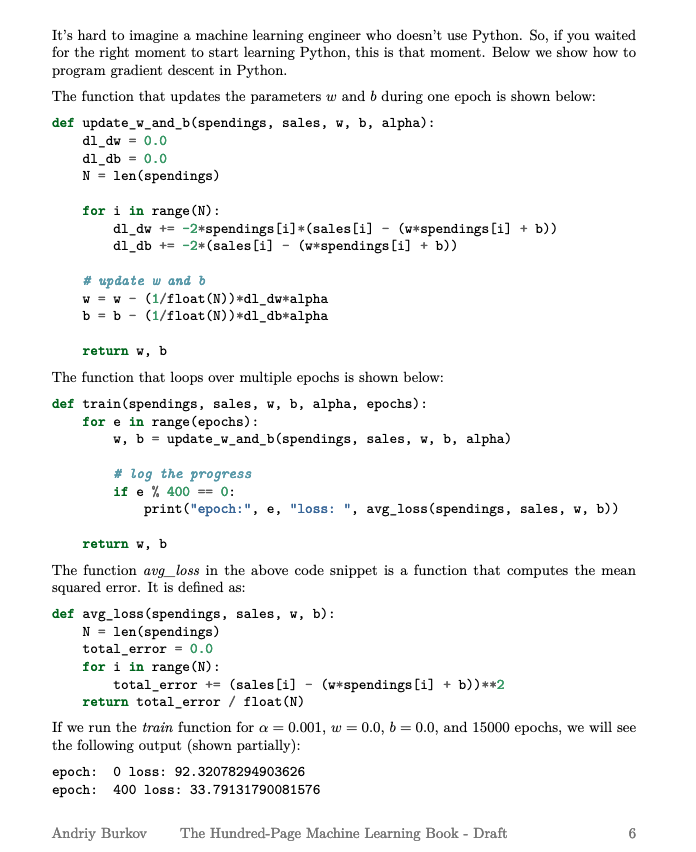 It's hard to imagine a machine learning engineer who doesn't use Python. So, if you waited
for the right moment to start learning Python, this is that moment. Below we show how to
program gradient descent in Python.
The function that updates the parameters w and b during one epoch is shown below:
def update_w_and_b(spendings, sales, w, b, alpha):
    dl_dw = 0.0
    dl_db = 0.0
    N = len(spendings)
    for i in range(N):
        dl_dw += -2*spendings[i]*(sales[i] - (w*spendings[i] + b))
        dl_db += -2*(sales[i] - (w*spendings[i] + b))
    # update w and b
    w = w - (1/float(N))*dl_dw*alpha
    b = b - (1/float(N))*dl_db*alpha
    return w, b
The function that loops over multiple epochs is shown below:
def train(spendings, sales, w, b, alpha, epochs):
    for e in range(epochs):
        w, b = update_w_and_b(spendings, sales, w, b, alpha)
        # log the progress
        if e % 400 == 0:
            print("epoch:", e, "loss: ", avg_loss(spendings, sales, w, b))
    return w, b
The function avg_loss in the above code snippet is a function that computes the mean
squared error. It is defined as:
def avg_loss(spendings, sales, w, b):
    N = len(spendings)
    total_error = 0.0
    for i in range(N):
        total_error += (sales[i] - (w*spendings[i] + b))**2
    return total_error / float(N)
If we run the train function for α = 0.001, w = 0.0, b = 0.0, and 15000 epochs, we will see
the following output (shown partially):
epoch:  0 loss: 92.32078294903626
epoch:  400 loss: 33.79131790081576
Andriy Burkov    The Hundred-Page Machine Learning Book - Draft    6